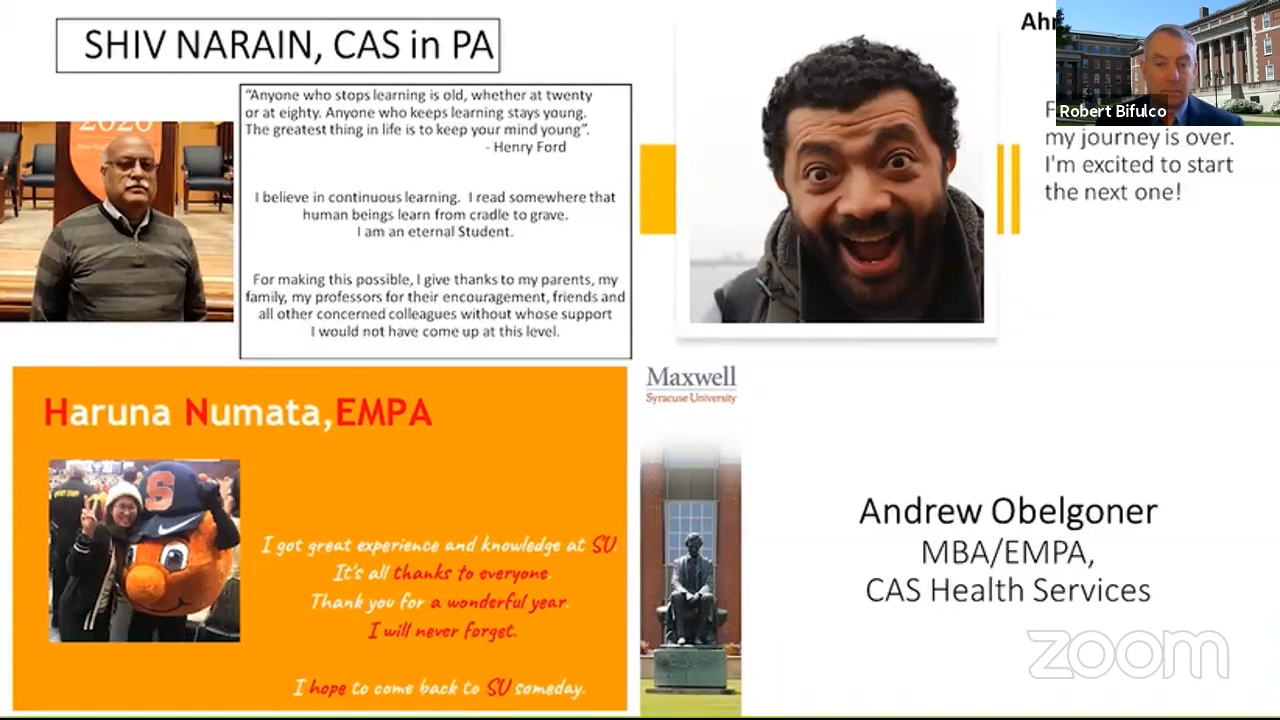 SHIV NARAIN, CAS in PA
2020
"Anyone who stops learning is old, whether at twenty
or at eighty. Anyone who keeps learning stays young.
The greatest thing in life is to keep your mind young".
- Henry Ford
I believe in continuous learning. I read somewhere that
human beings learn from cradle to grave.
I am an eternal Student.
For making this possible, I give thanks to my parents, my
family, my professors for their encouragement, friends and
all other concerned colleagues without whose support
I would not have come up at this level.
Robert Bifulco
my journey is over.
I'm excited to start
the next one!
Haruna Numata,EMPA
S
I got great experience and knowledge at SU.
It's all thanks to everyone.
Thank you for a wonderful year.
I will never forget.
I hope to come back to SU someday.
Maxwell
Syracuse University
Andrew Obelgoner
MBA/EMPA,
CAS Health Services
zoom